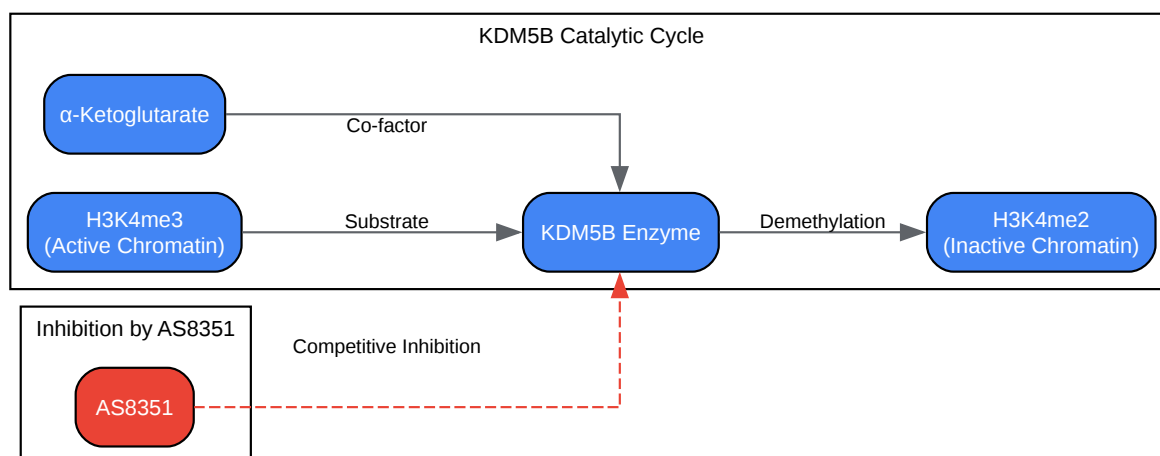 KDM5B Catalytic Cycle
α-Ketoglutarate
Co-factor
H3K4me3
(Active Chromatin)
Substrate
KDM5B Enzyme
Demethylation
H3K4me2
(Inactive Chromatin)
Inhibition by AS8351
Competitive Inhibition
AS8351